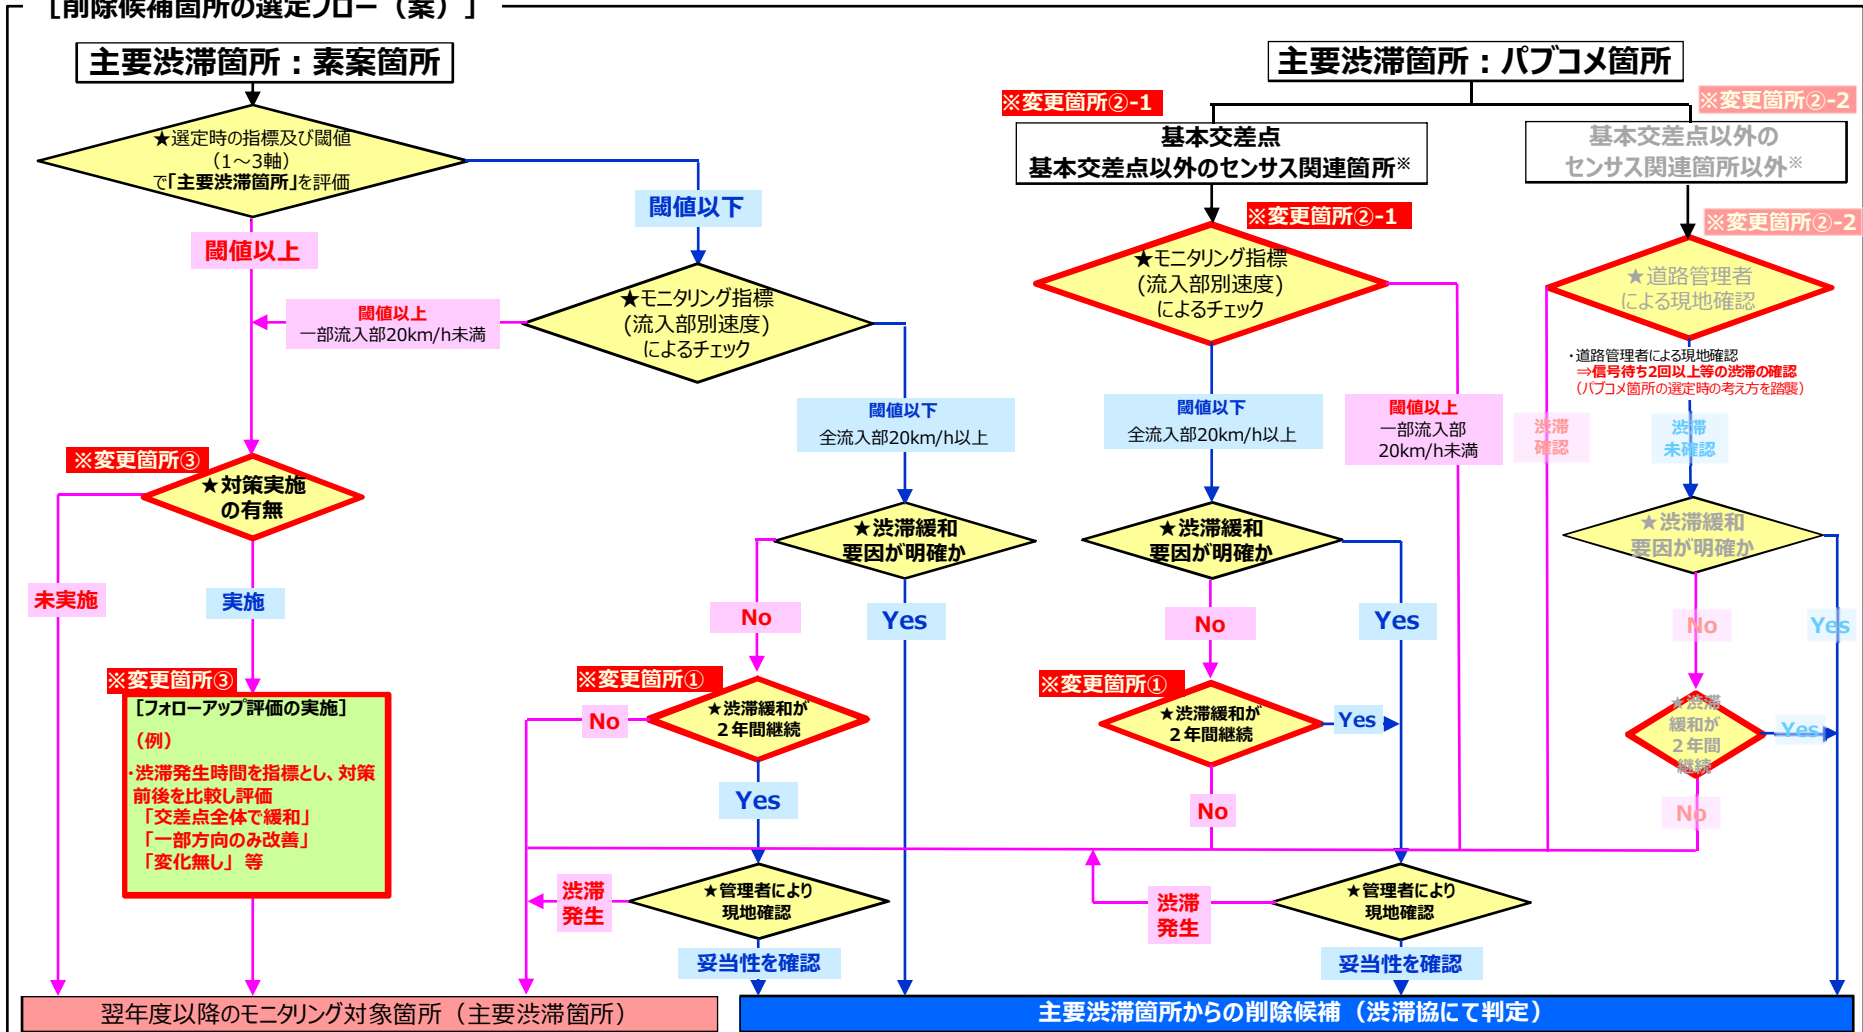 ［削除候補箇所の選定フロー（案）］
主要渋滞箇所：素案箇所
★選定時の指標及び閾値
（1～3軸）
で「主要渋滞箇所」を評価
閾値以下
閾値以上
★モニタリング指標
（流入部別速度）
によるチェック
閾値以上
一部流入部20km/h未満
閾値以下
全流入部20km/h以上
※変更箇所③
★対策実施
の有無
未実施
実施
※変更箇所③
［フォローアップ評価の実施］
（例）
・渋滞発生時間を指標とし、対策
前後を比較し評価
「交差点全体で緩和」
「一部方向のみ改善」
「変化無し」等
★渋滞緩和
要因が明確か
No
Yes
※変更箇所①
★渋滞緩和が
２年間継続
No
Yes
★管理者により
現地確認
渋滞
発生
妥当性を確認
主要渋滞箇所：パブコメ箇所
※変更箇所②-1
基本交差点
基本交差点以外のセンサス関連箇所※
※変更箇所②-1
★モニタリング指標
（流入部別速度）
によるチェック
閾値以下
全流入部20km/h以上
閾値以上
一部流入部
20km/h未満
★渋滞緩和
要因が明確か
No
Yes
※変更箇所①
★渋滞緩和が
２年間継続
Yes
No
★管理者により
現地確認
渋滞
発生
妥当性を確認
※変更箇所②-2
基本交差点以外の
センサス関連箇所以外※
※変更箇所②-2
★道路管理者
による現地確認
・道路管理者による現地確認
⇒信号待ち2回以上等の渋滞の確認
（パブコメ箇所の選定時の考え方を踏襲）
渋滞
確認
渋滞
未確認
★渋滞緩和
要因が明確か
No
Yes
★渋滞
緩和が
２年間
継続
Yes
No
翌年度以降のモニタリング対象箇所（主要渋滞箇所）
主要渋滞箇所からの削除候補（渋滞協にて判定）